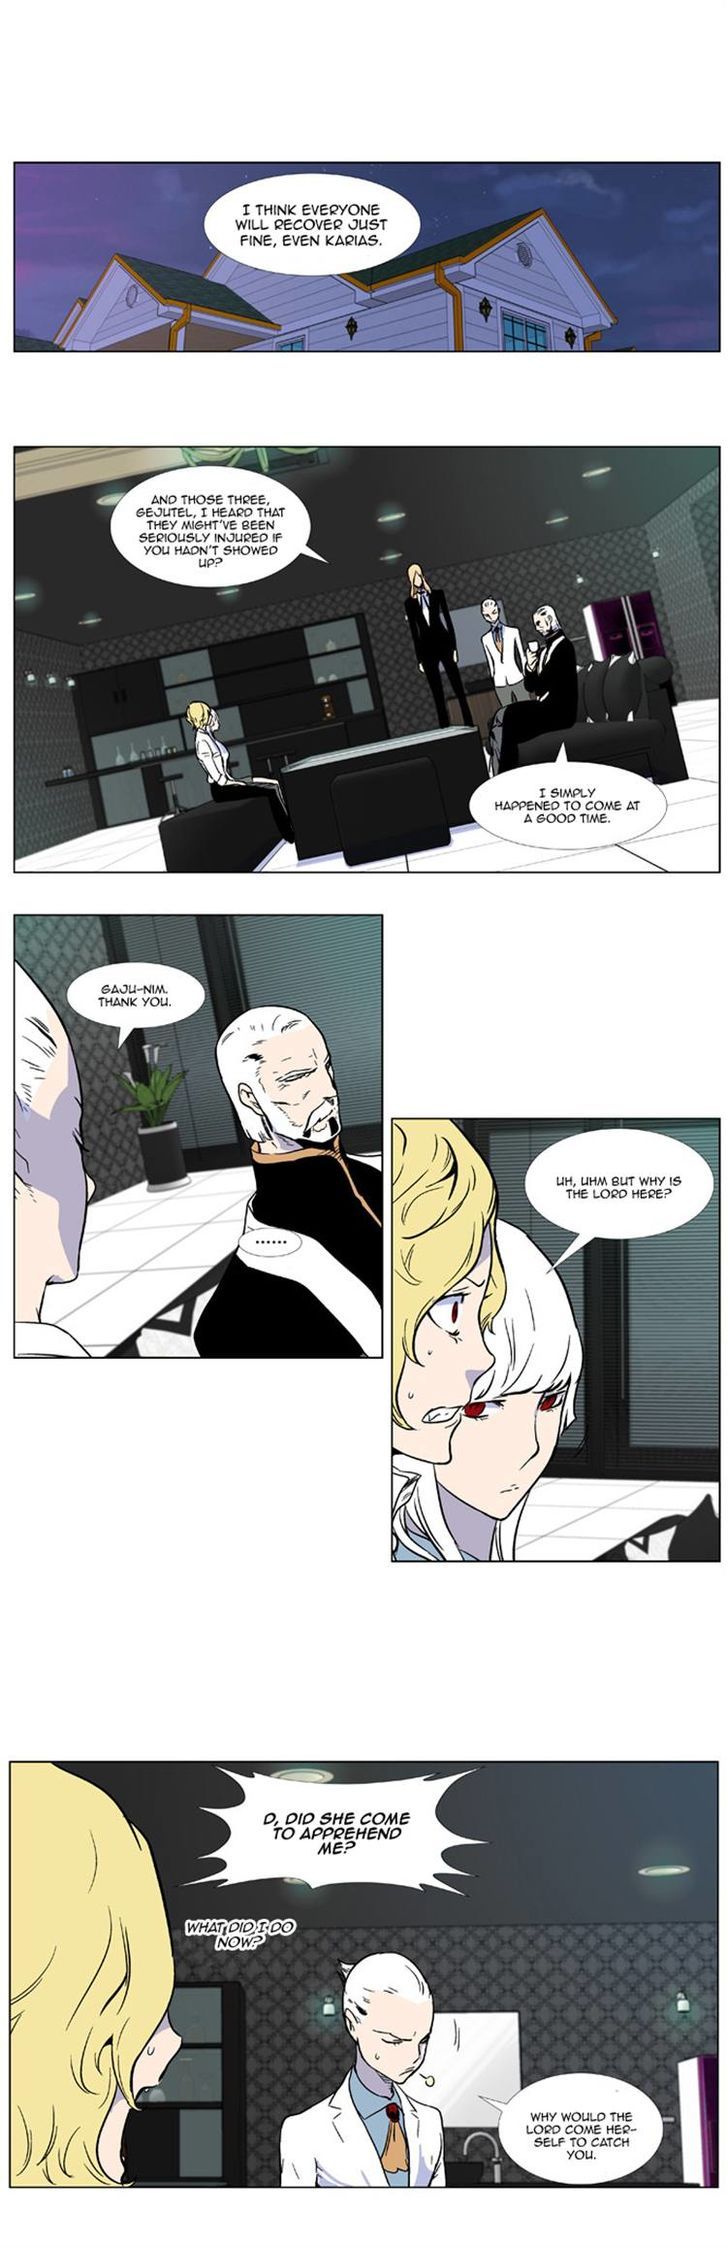 I THINK EVERYONE
WILL RECOVER JUST
FINE, EVEN KARIAS.
AND THOSE THREE,
GEJUTEL, I HEARD THAT
THEY MIGHT'VE BEEN
SERIOUSLY INJURED IF
YOU HADN'T SHOWED
UP?
I SIMPLY
HAPPENED TO COME AT
A GOOD TIME.
GAJU-NIM.
THANK YOU.
......
UH, UHM BUT WHY IS
THE LORD HERE?
D, DID SHE COME
TO APPREHEND
ME?
WHAT DID I DO
NOW?
WHY WOULD THE
LORD COME HER-
SELF TO CATCH
YOU.